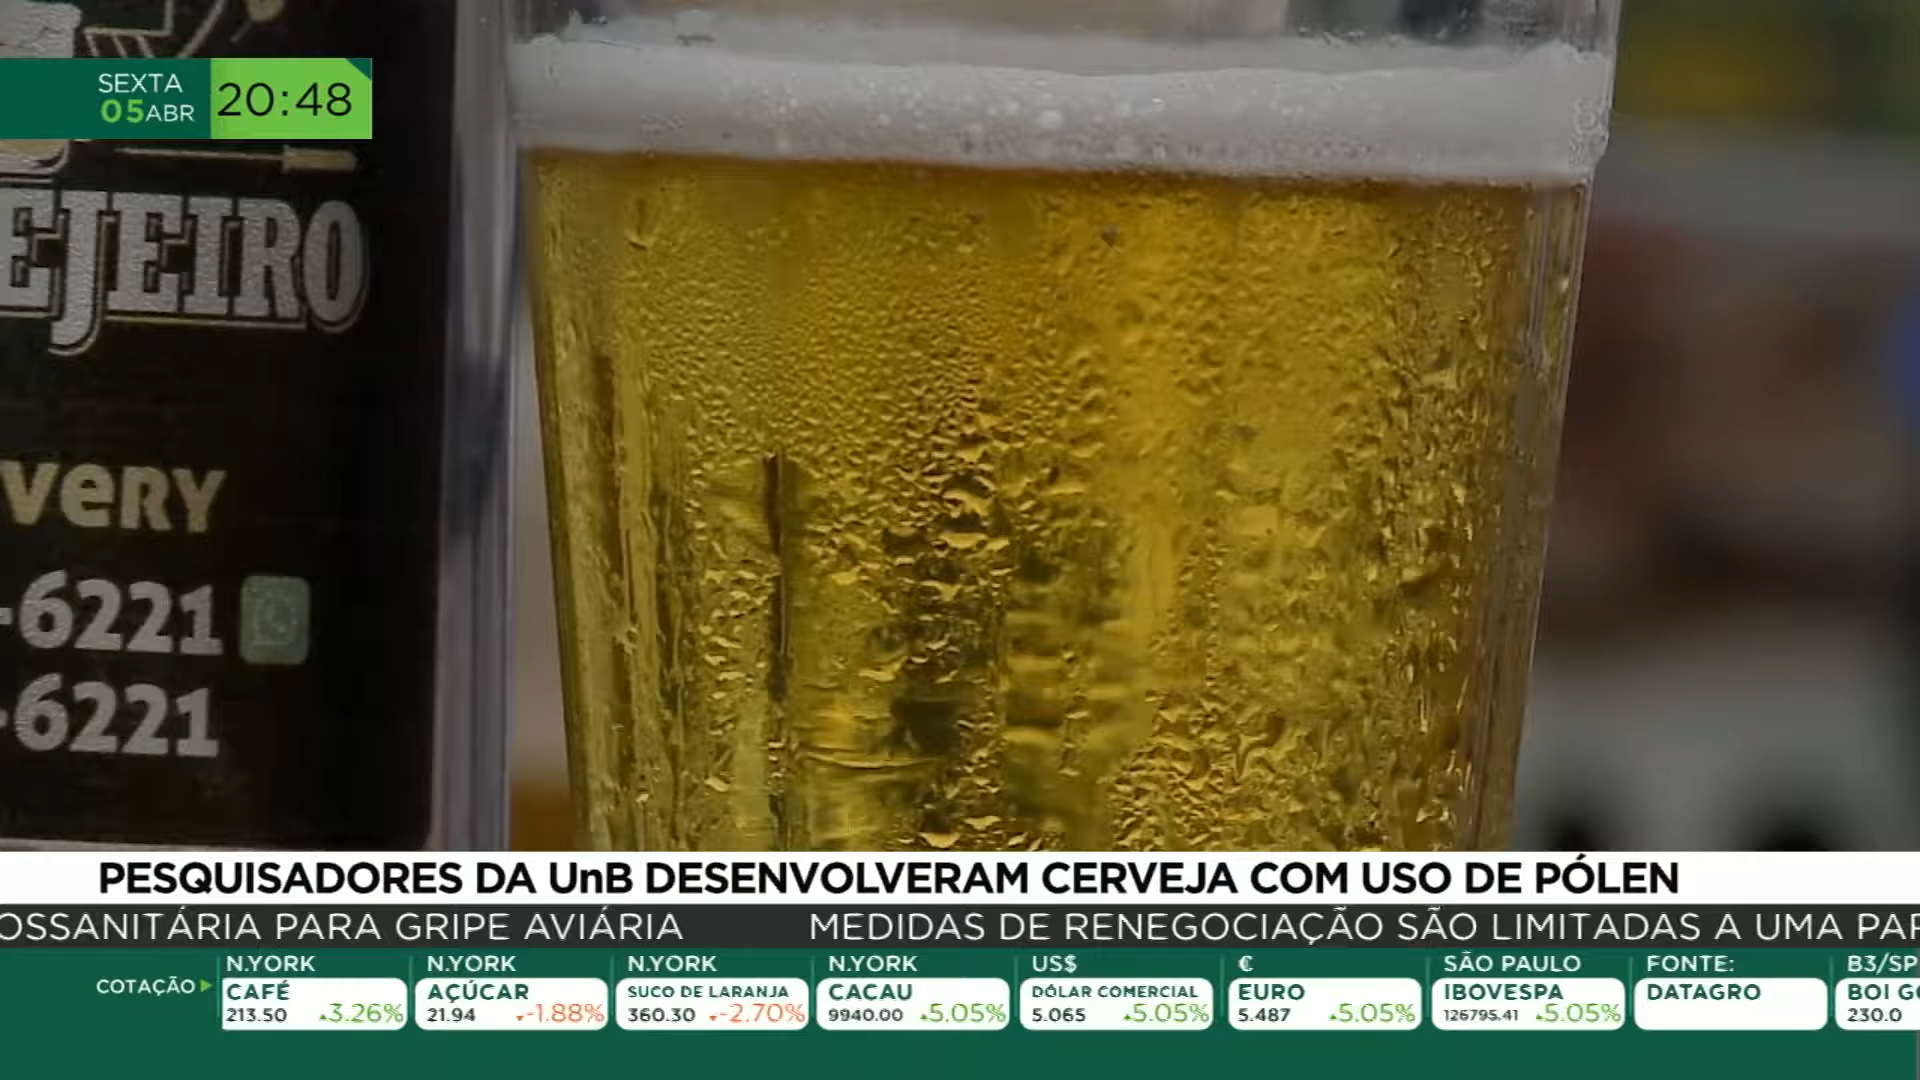 SEXTA
05ABR
20:48
EJEIRO
VERY
-6221
-6221
PESQUISADORES DA UnB DESENVOLVERAM CERVEJA COM USO DE PÓLEN
OSSANITÁRIA PARA GRIPE AVIÁRIA MEDIDAS DE RENEGOCIAÇÃO SÃO LIMITADAS A UMA PAR
COTAÇÃO
N.YORK
CAFÉ
213.50 3.26%
N.YORK
AÇÚCAR
21.94 -1.88%
N.YORK
SUCO DE LARANJA
360.30 -2.70%
N.YORK
CACAU
9940.00 5.05%
US$
DÓLAR COMERCIAL
5.065 5.05%
€
EURO
5.487 5.05%
SÃO PAULO
IBOVESPA
126795.41 5.05%
FONTE:
DATAGRO
B3/SP
BOI G
230.0